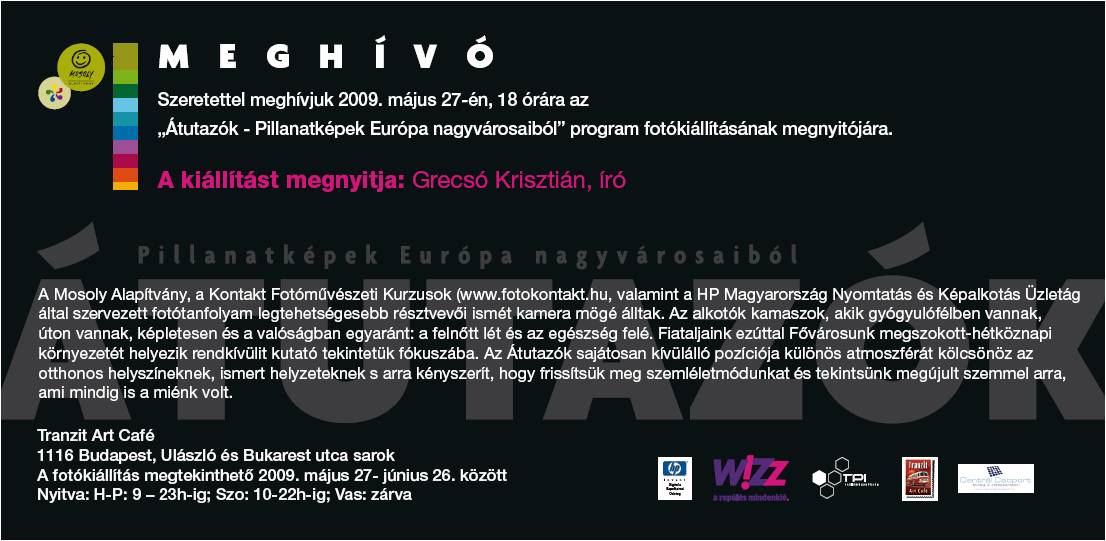 MEGHÍVÓ
MOSOLY
Szeretettel meghívjuk 2009. május 27-én, 18 órára az
„Átutazók - Pillanatképek Európa nagyvárosaiból” program fotókiállításának megnyitójára.
A kiállítást megnyitja: Grecsó Krisztián, író
Pillanatképek Európa nagyvárosaiból
ÁTUTAZÓK
A Mosoly Alapítvány, a Kontakt Fotóművészeti Kurzusok (www.fotokontakt.hu, valamint a HP Magyarország Nyomtatás és Képalkotás Üzletág
által szervezett fotótanfolyam legtehetségesebb résztvevői ismét kamera mögé álltak. Az alkotók kamaszok, akik gyógyulófélben vannak,
úton vannak, képletesen és a valóságban egyaránt: a felnőtt lét és az egészség felé. Fiataljaink ezúttal Fővárosunk megszokott-hétköznapi
környezetét helyezik rendkívülit kutató tekintetük fókuszába. Az Átutazók sajátosan kívülálló pozíciója különös atmoszférát kölcsönöz az
otthonos helyszíneknek, ismert helyzeteknek s arra kényszerít, hogy frissítsük meg szemléletmódunkat és tekintsünk megújult szemmel arra,
ami mindig is a miénk volt.
Tranzit Art Café
1116 Budapest, Ulászló és Bukarest utca sarok
A fotókiállítás megtekinthető 2009. május 27- június 26. között
Nyitva: H-P: 9 – 23h-ig; Szo: 10-22h-ig; Vas: zárva
hp
invent
W!ZZ
a repülés mindenkié.
TPI
Tranzit
Art Café
Centrál Csoport